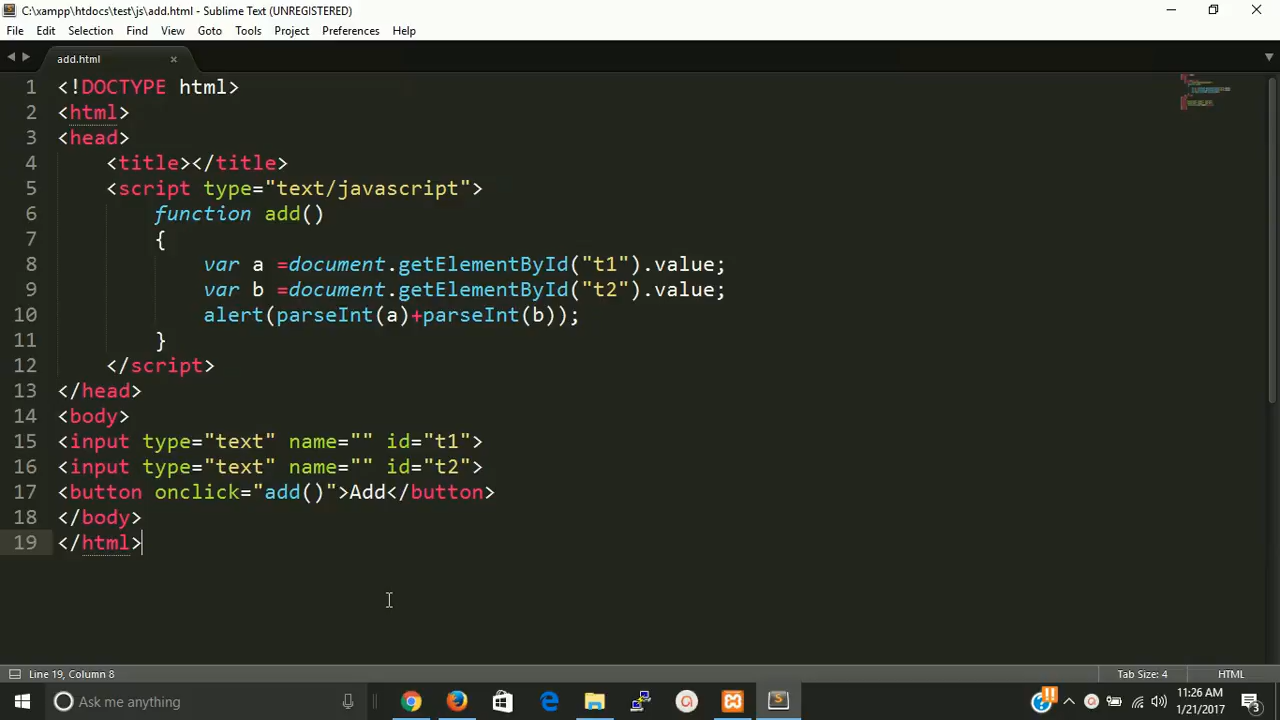 C:\xampp\htdocs\test\js\add.html - Sublime Text (UNREGISTERED)
File Edit Selection Find View Goto Tools Project Preferences Help
add.html ×
1 <!DOCTYPE html>
2 <html>
3 <head>
4     <title></title>
5     <script type="text/javascript">
6         function add()
7         {
8             var a =document.getElementById("t1").value;
9             var b =document.getElementById("t2").value;
10             alert(parseInt(a)+parseInt(b));
11         }
12     </script>
13 </head>
14 <body>
15 <input type="text" name="" id="t1">
16 <input type="text" name="" id="t2">
17 <button onclick="add()">Add</button>
18 </body>
19 </html>
Line 19, Column 8 Tab Size: 4 HTML
Ask me anything 11:26 AM
1/21/2017 3